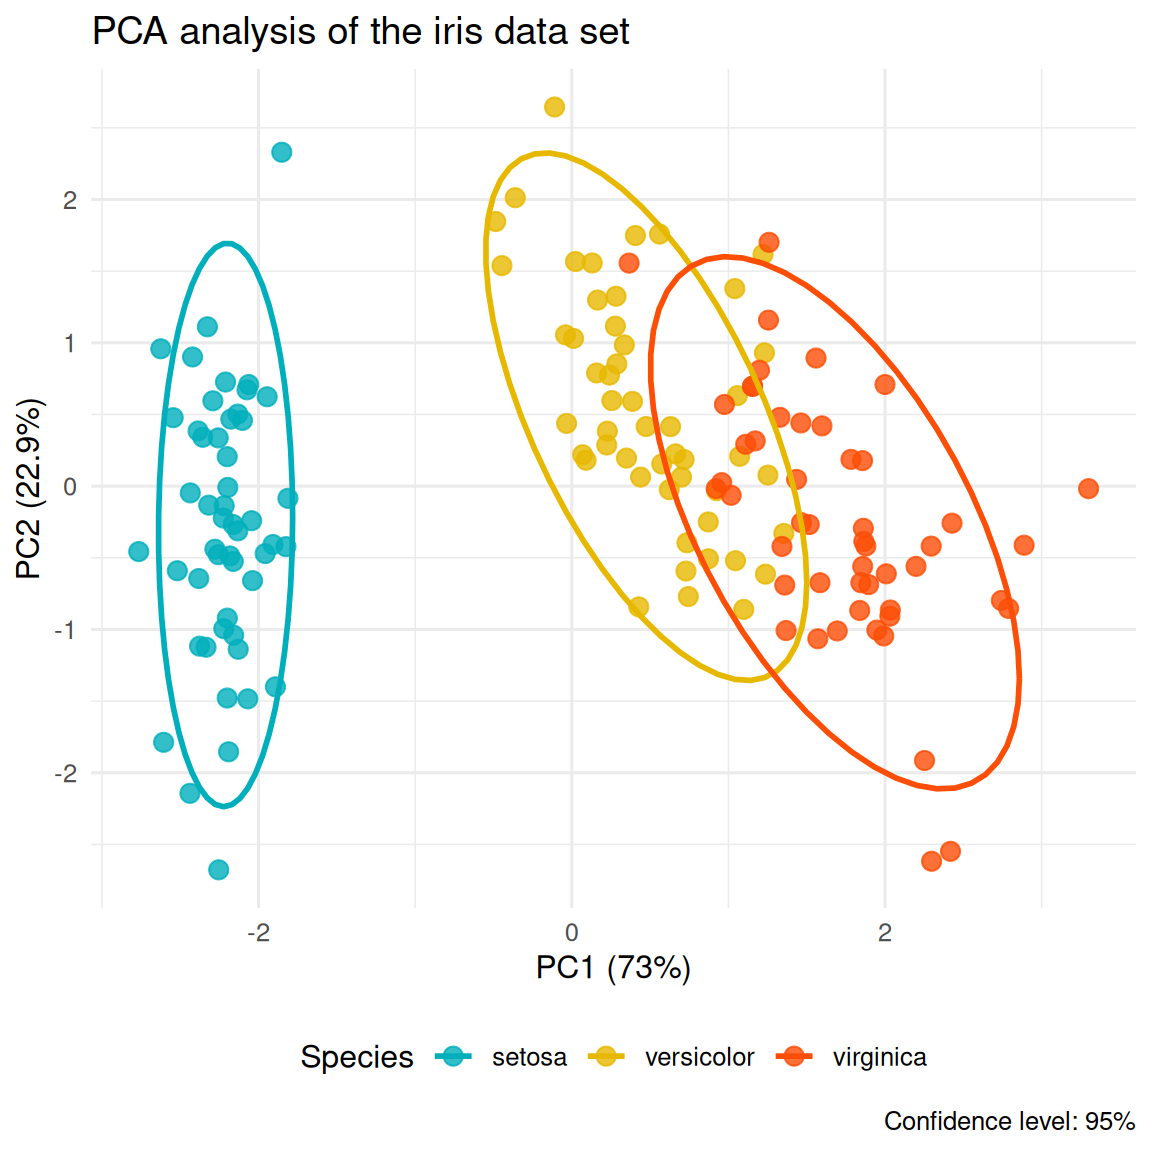 PCA analysis of the iris data set
PC2 (22.9%)
2
1
0
-1
-2
-2 0 2
PC1 (73%)
Species setosa versicolor virginica
Confidence level: 95%